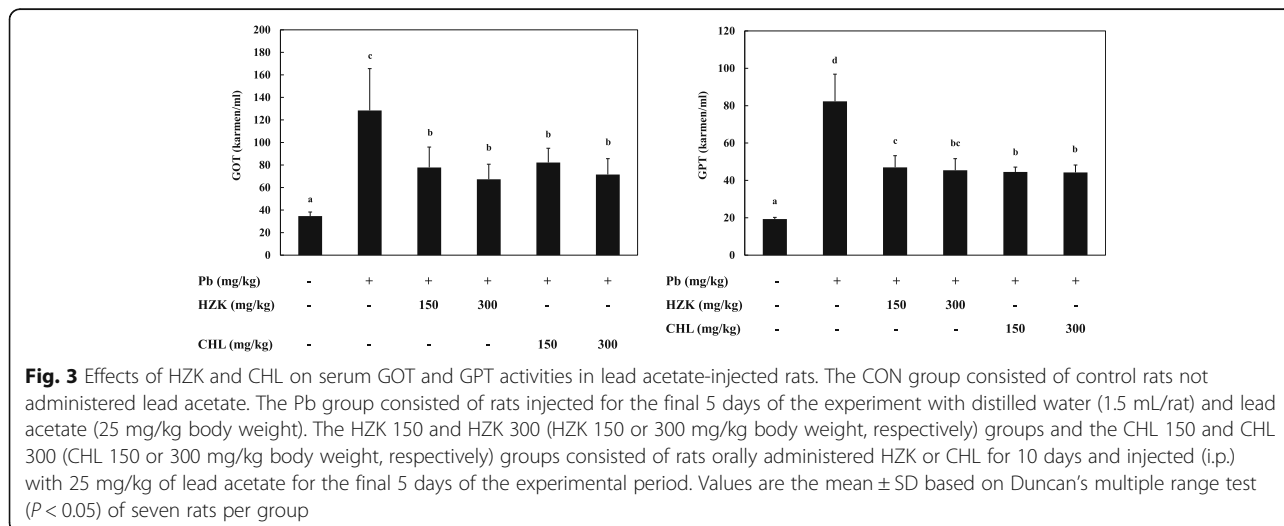 200
180
160
140
120
100
80
60
40
20
0
GOT (karmen/ml)
a
c
b
b
b
b
Pb (mg/kg) - + + + + +
HZK (mg/kg) - - 150 300 - -
CHL (mg/kg) - - - - 150 300
120
100
80
60
40
20
0
GPT (karmen/ml)
a
d
c
bc
b
b
Pb (mg/kg) - + + + + +
HZK (mg/kg) - - 150 300 - -
CHL (mg/kg) - - - - 150 300
Fig. 3 Effects of HZK and CHL on serum GOT and GPT activities in lead acetate-injected rats. The CON group consisted of control rats not
administered lead acetate. The Pb group consisted of rats injected for the final 5 days of the experiment with distilled water (1.5 mL/rat) and lead
acetate (25 mg/kg body weight). The HZK 150 and HZK 300 (HZK 150 or 300 mg/kg body weight, respectively) groups and the CHL 150 and CHL
300 (CHL 150 or 300 mg/kg body weight, respectively) groups consisted of rats orally administered HZK or CHL for 10 days and injected (i.p.)
with 25 mg/kg of lead acetate for the final 5 days of the experimental period. Values are the mean ± SD based on Duncan's multiple range test
(P < 0.05) of seven rats per group